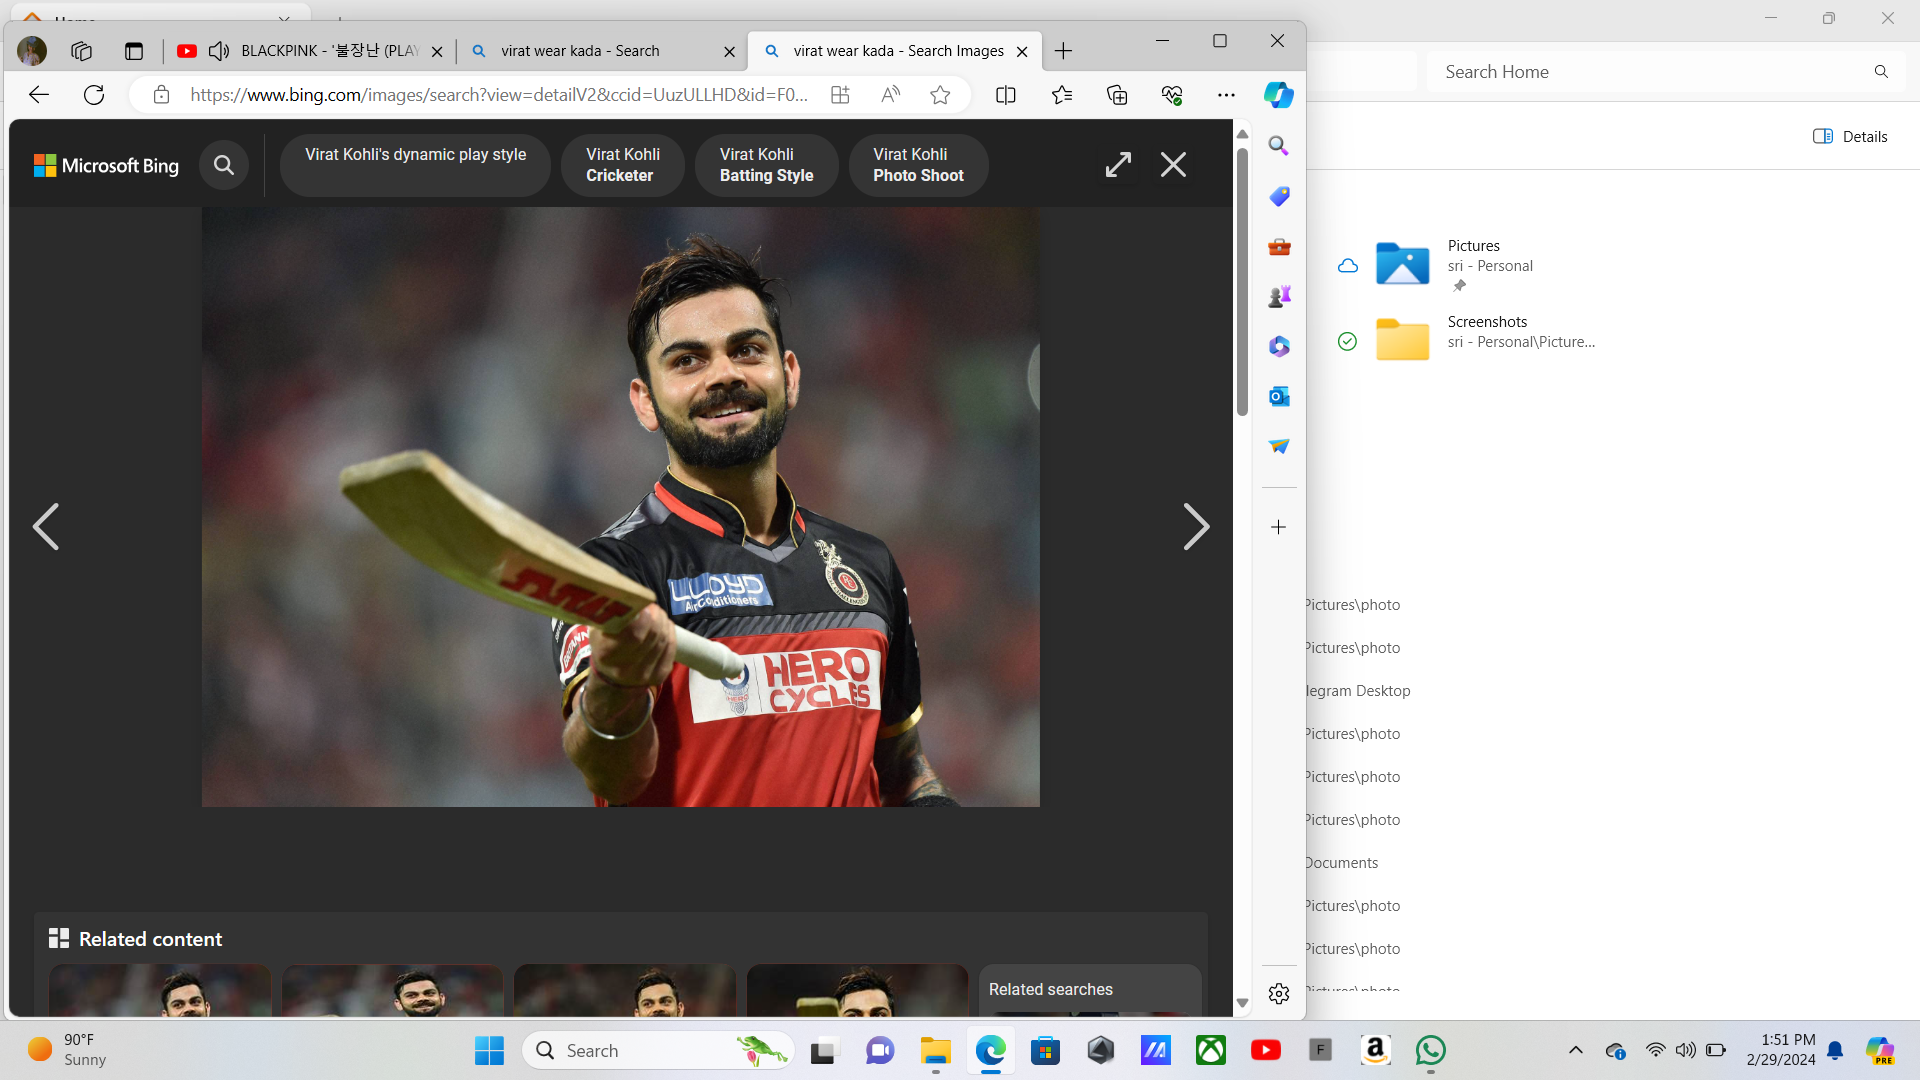 Home
BLACKPINK - '불장난 (PLAY
virat wear kada - Search
virat wear kada - Search Images
https://www.bing.com/images/search?view=detailV2&ccid=UuzULLHD&id=F0...
Search Home
Details
Microsoft Bing
Virat Kohli's dynamic play style
Virat Kohli
Cricketer
Virat Kohli
Batting Style
Virat Kohli
Photo Shoot
Pictures
sri - Personal
Screenshots
sri - Personal\Picture...
LLOYD
Air Conditioners
HERO
CYCLES
Pictures\photo
Pictures\photo
legram Desktop
Pictures\photo
Pictures\photo
Pictures\photo
Documents
Pictures\photo
Pictures\photo
Pictures\photo
Related content
Related searches
90°F
Sunny
Search
F
PRE
1:51 PM
2/29/2024